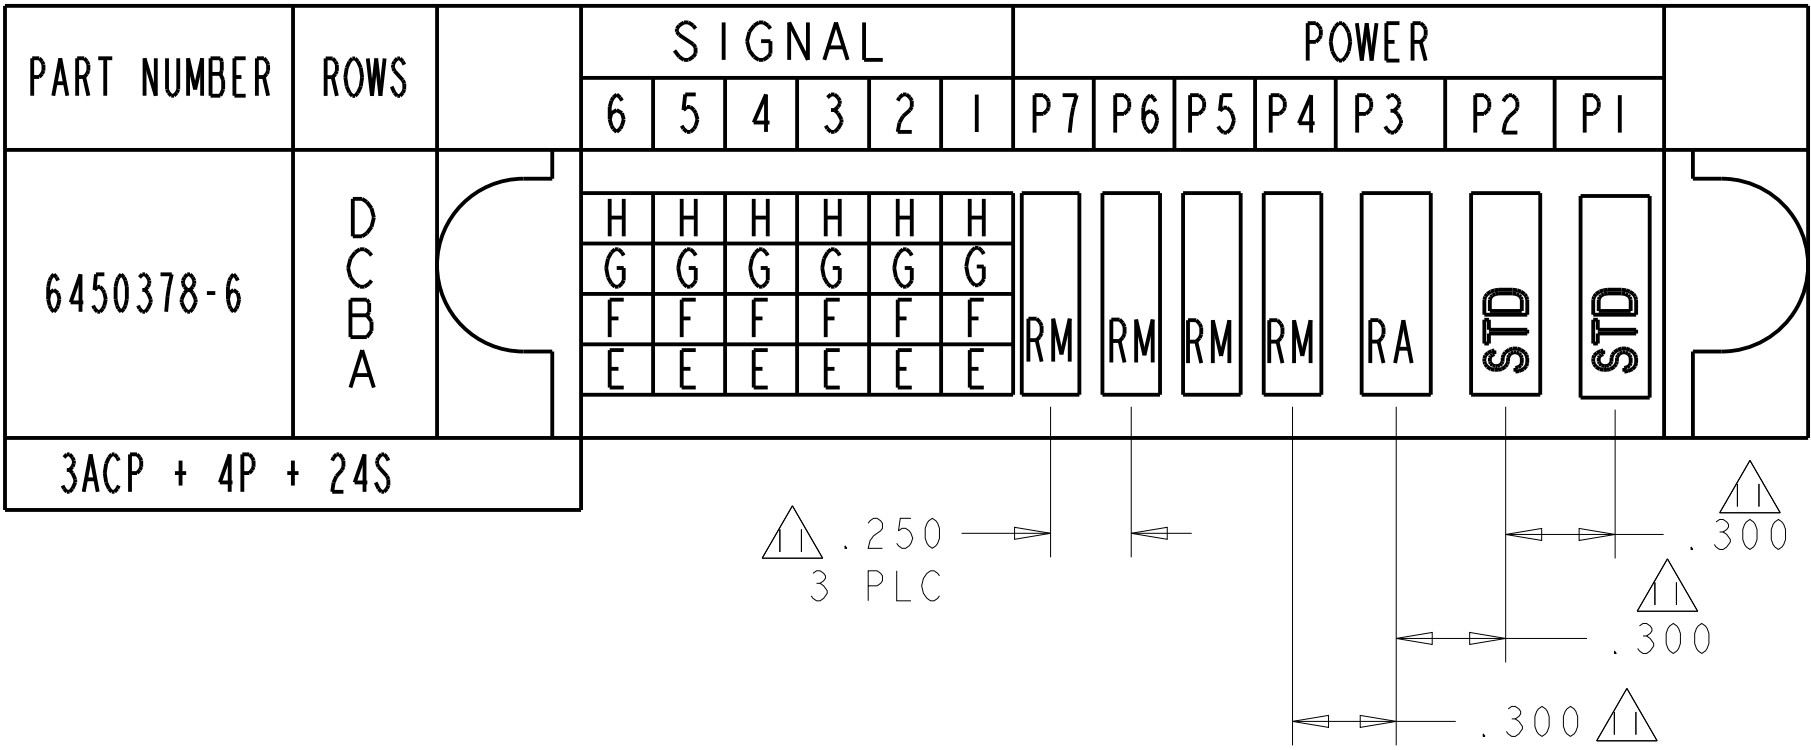 SIGNAL POWER
PART NUMBER ROWS
6 5 4 3 2 1 P7 P6 P5 P4 P3 P2 P1
D H H H H H H
C G G G G G G
6450378-6
B F F F F F F
A E E E E E E
RM RM RM RM RA STD STD
3ACP + 4P + 24S
11 .250
3 PLC
11
.300
11
.300
.300 11